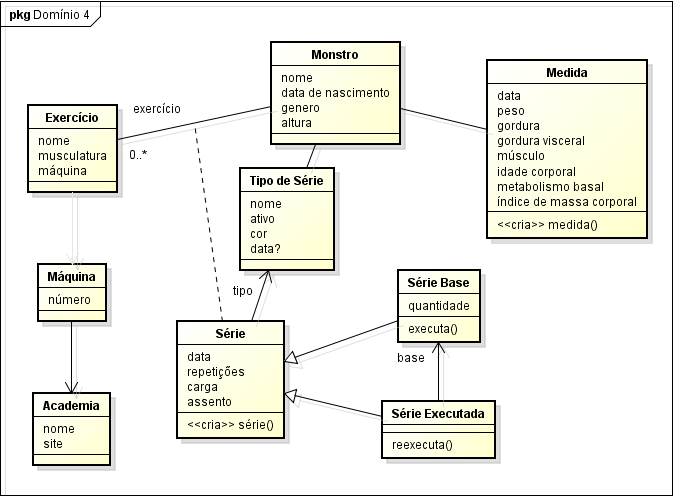 pkg Domínio 4
Monstro
nome
data de nascimento
genero
altura
Medida
data
peso
gordura
gordura visceral
músculo
idade corporal
metabolismo basal
índice de massa corporal
<<cria>> medida()
exercício
0..*
Exercício
nome
musculatura
máquina
Tipo de Série
nome
ativo
cor
data?
Máquina
número
tipo
Série Base
quantidade
executa()
base
Série
data
repetições
carga
assento
<<cria>> série()
Academia
nome
site
Série Executada
reexecuta()